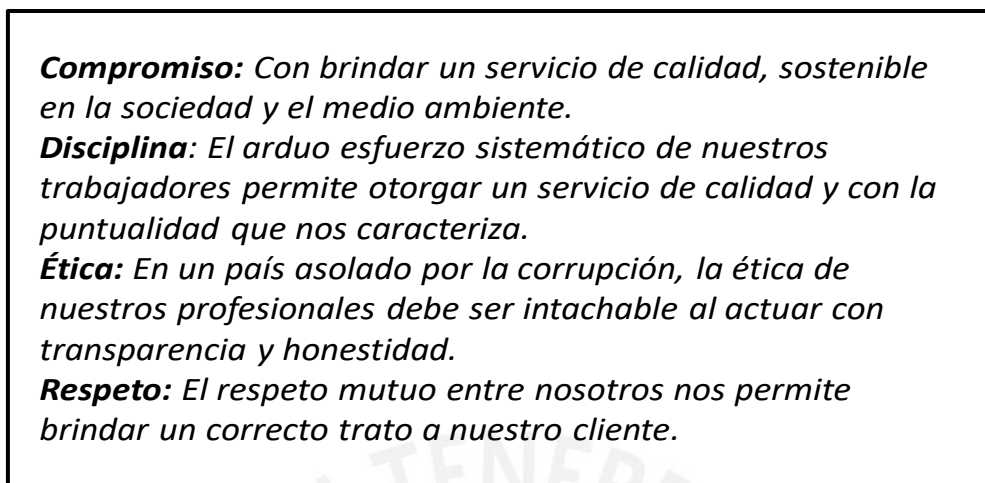 Compromiso: Con brindar un servicio de calidad, sostenible
en la sociedad y el medio ambiente.
Disciplina: El arduo esfuerzo sistemático de nuestros
trabajadores permite otorgar un servicio de calidad y con la
puntualidad que nos caracteriza.
Ética: En un país asolado por la corrupción, la ética de
nuestros profesionales debe ser intachable al actuar con
transparencia y honestidad.
Respeto: El respeto mutuo entre nosotros nos permite
brindar un correcto trato a nuestro cliente.